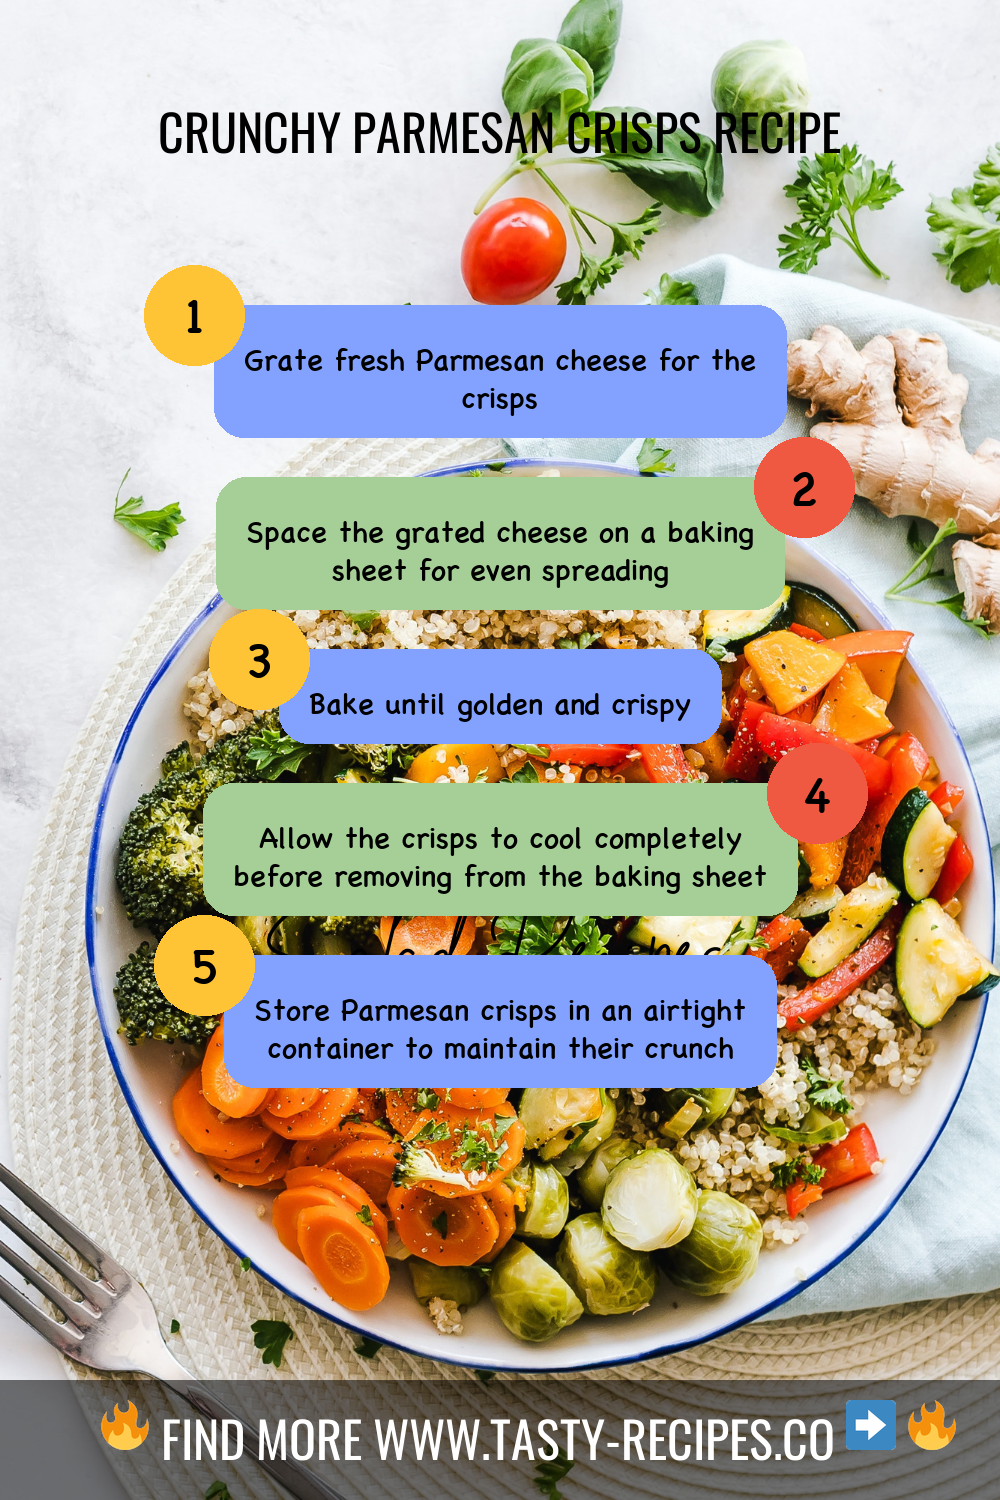 CRUNCHY PARMESAN CRISPS RECIPE
1
Grate fresh Parmesan cheese for the
crisps
2
Space the grated cheese on a baking
sheet for even spreading
3
Bake until golden and crispy
4
Allow the crisps to cool completely
before removing from the baking sheet
5
Store Parmesan crisps in an airtight
container to maintain their crunch
FIND MORE WWW.TASTY-RECIPES.CO